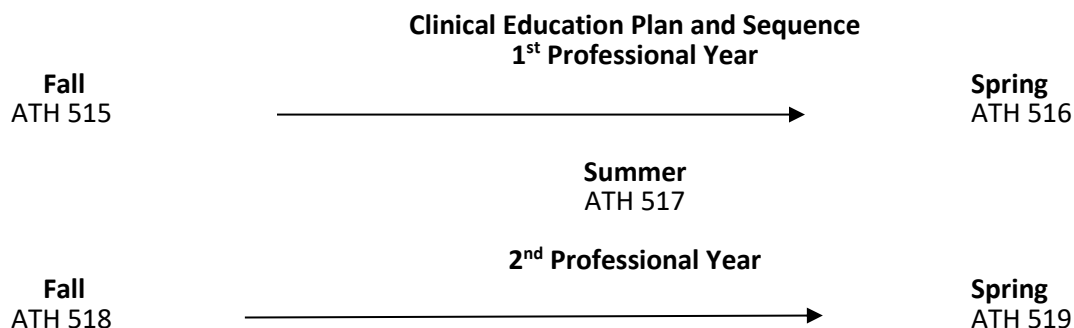 Clinical Education Plan and Sequence
1st Professional Year
Fall Spring
ATH 515 ATH 516
Summer
ATH 517
2nd Professional Year
Fall Spring
ATH 518 ATH 519